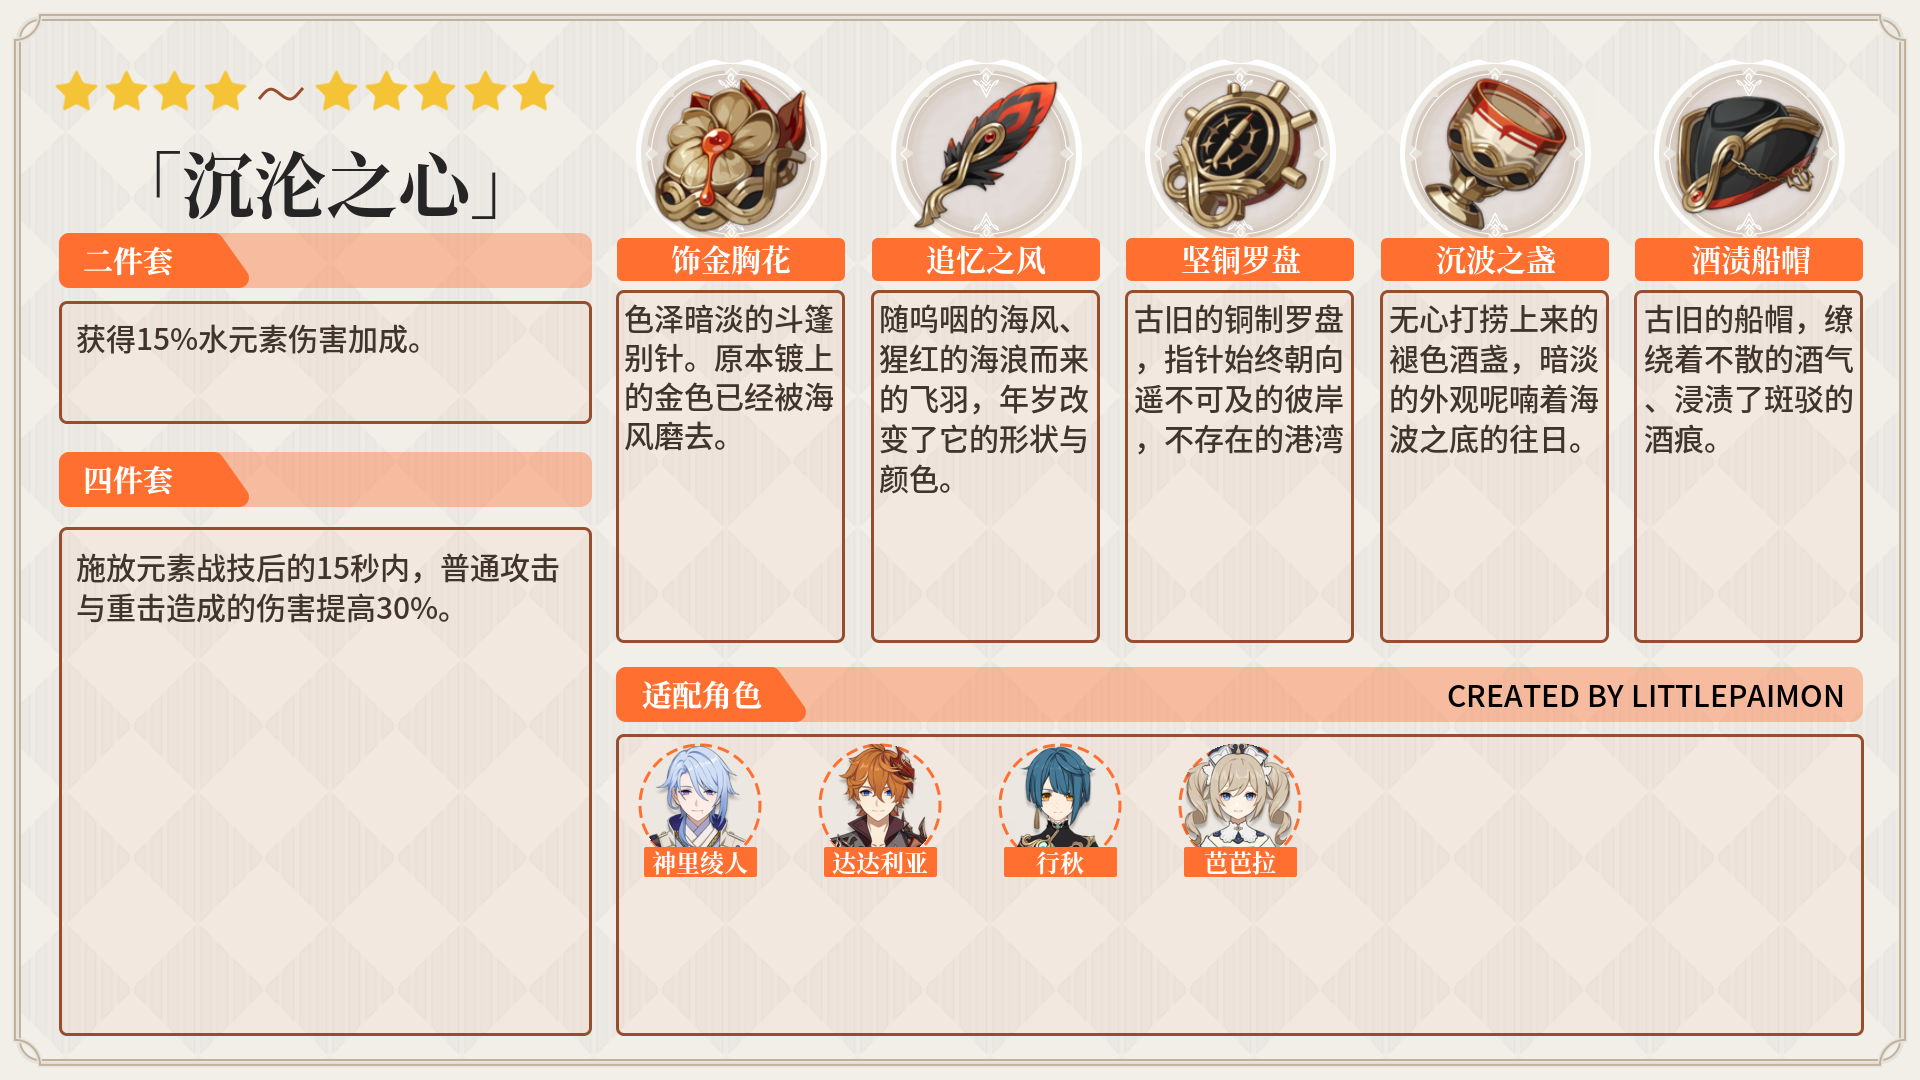 「沉沦之心」
二件套
获得15%水元素伤害加成。
四件套
施放元素战技后的15秒内，普通攻击
与重击造成的伤害提高30%。
饰金胸花
色泽暗淡的斗篷
别针。原本镀上
的金色已经被海
风磨去。
追忆之风
随呜咽的海风、
猩红的海浪而来
的飞羽，年岁改
变了它的形状与
颜色。
坚铜罗盘
古旧的铜制罗盘
，指针始终朝向
遥不可及的彼岸
，不存在的港湾
沉波之盏
无心打捞上来的
褪色酒盏，暗淡
的外观呢喃着海
波之底的往日。
酒渍船帽
古旧的船帽，缭
绕着不散的酒气
、浸渍了斑驳的
酒痕。
适配角色
CREATED BY LITTLEPAIMON
神里绫人
达达利亚
行秋
芭芭拉